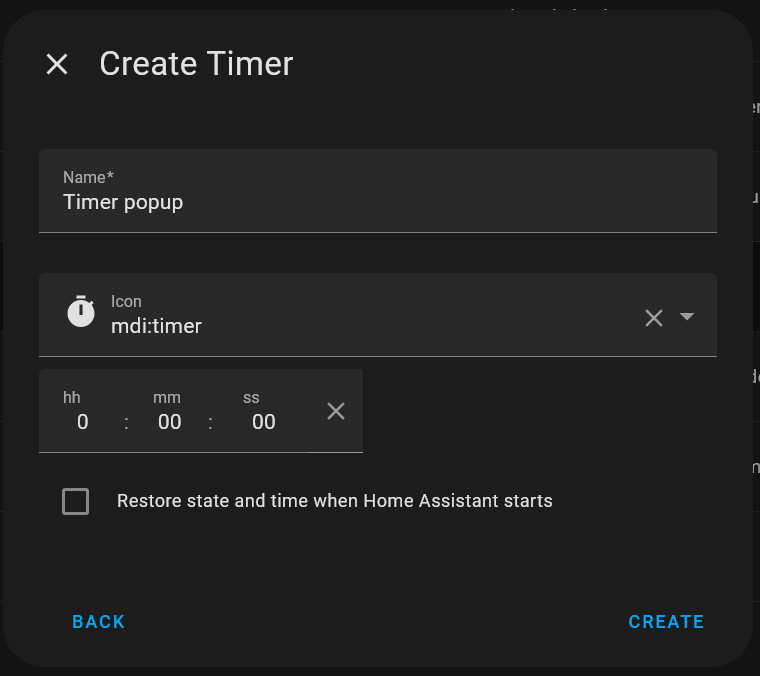 Create Timer
Name*
Timer popup
Icon
mdi:timer
hh mm ss
0 : 00 : 00
Restore state and time when Home Assistant starts
BACK CREATE